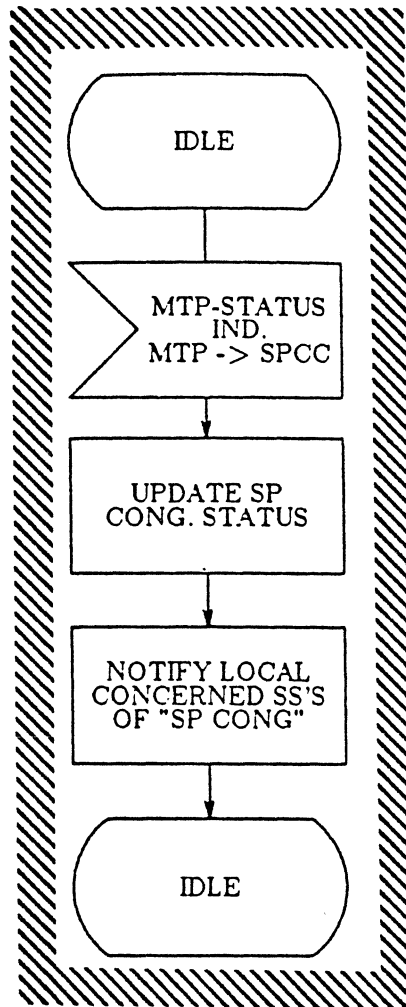 IDLE
MTP-STATUS
IND.
MTP -> SPCC
UPDATE SP
CONG. STATUS
NOTIFY LOCAL
CONCERNED SS'S
OF "SP CONG"
IDLE